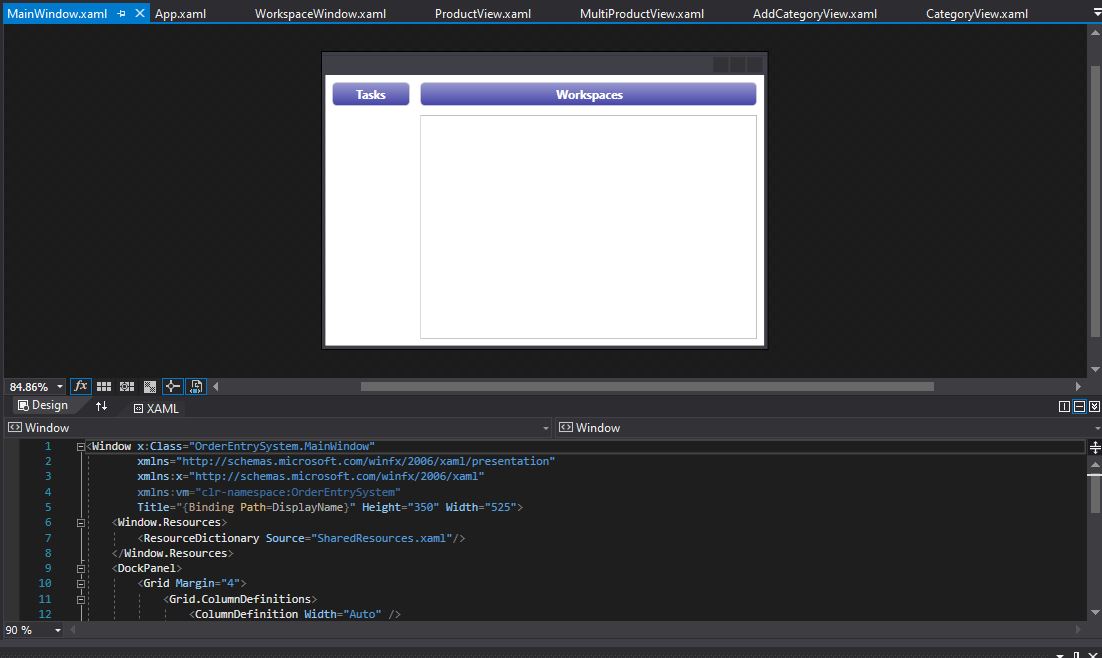 MainWindow.xaml App.xaml WorkspaceWindow.xaml ProductView.xaml MultiProductView.xaml AddCategoryView.xaml CategoryView.xaml
Tasks Workspaces
84.86% fx
Design XAML
Window Window
1 <Window x:Class="OrderEntrySystem.MainWindow"
2 xmlns="http://schemas.microsoft.com/winfx/2006/xaml/presentation"
3 xmlns:x="http://schemas.microsoft.com/winfx/2006/xaml"
4 xmlns:vm="clr-namespace:OrderEntrySystem"
5 Title="{Binding Path=DisplayName}" Height="350" Width="525">
6 <Window.Resources>
7 <ResourceDictionary Source="SharedResources.xaml"/>
8 </Window.Resources>
9 <DockPanel>
10 <Grid Margin="4">
11 <Grid.ColumnDefinitions>
12 <ColumnDefinition Width="Auto" />
90 %